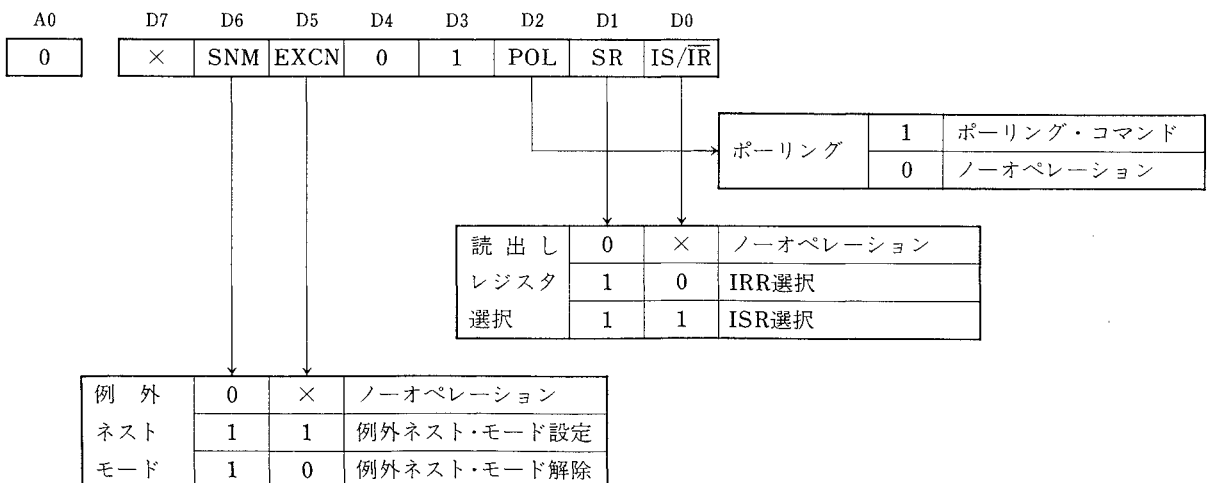 A0 D7 D6 D5 D4 D3 D2 D1 D0
0 × SNM EXCN 0 1 POL SR IS/I̅R̅
ポーリング 1 ポーリング・コマンド
0 ノーオペレーション
読出し 0 × ノーオペレーション
レジスタ 1 0 IRR選択
選択 1 1 ISR選択
例外 0 × ノーオペレーション
ネスト 1 1 例外ネスト・モード設定
モード 1 0 例外ネスト・モード解除